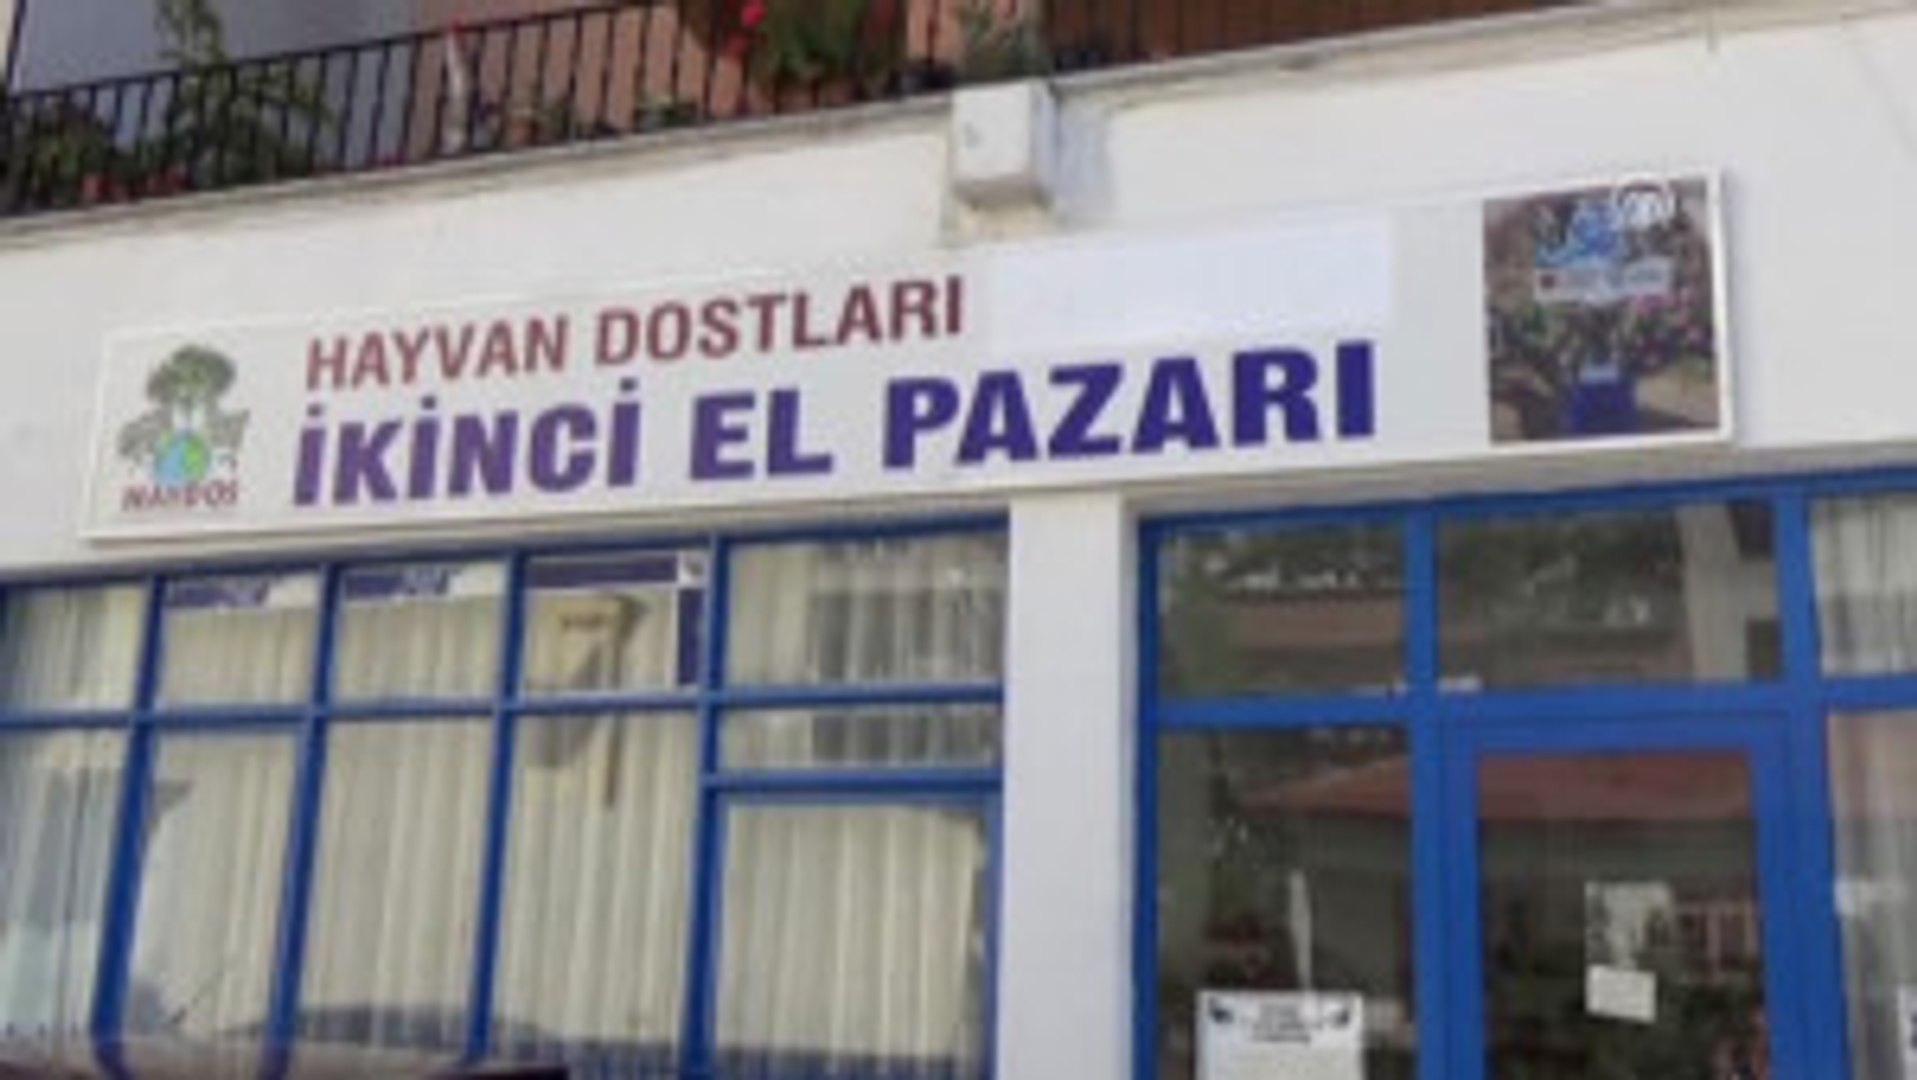 HAYVAN DOSTLARI
İKİNCİ EL PAZARI